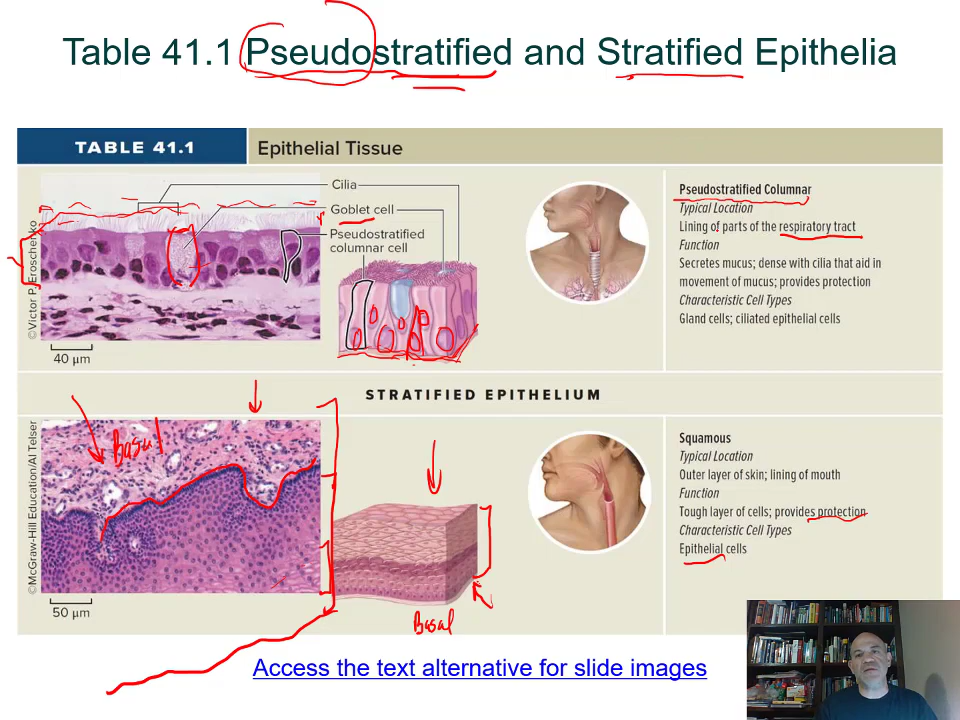 Table 41.1 Pseudostratified and Stratified Epithelia
TABLE 41.1
Epithelial Tissue
©Victor P. Eroschenko
Cilia
Goblet cell
Pseudostratified
columnar cell
40 µm
Pseudostratified Columnar
Typical Location
Lining of parts of the respiratory tract
Function
Secretes mucus; dense with cilia that aid in
movement of mucus; provides protection
Characteristic Cell Types
Gland cells; ciliated epithelial cells
STRATIFIED EPITHELIUM
©McGraw-Hill Education/Al Telser
Basal
50 µm
Basal
Squamous
Typical Location
Outer layer of skin; lining of mouth
Function
Tough layer of cells; provides protection
Characteristic Cell Types
Epithelial cells
Access the text alternative for slide images